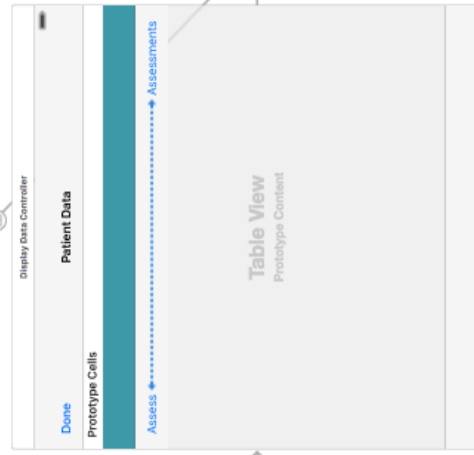 Display Data Controller
Done Patient Data
Prototype Cells
Assess Assessments
Table View
Prototype Content